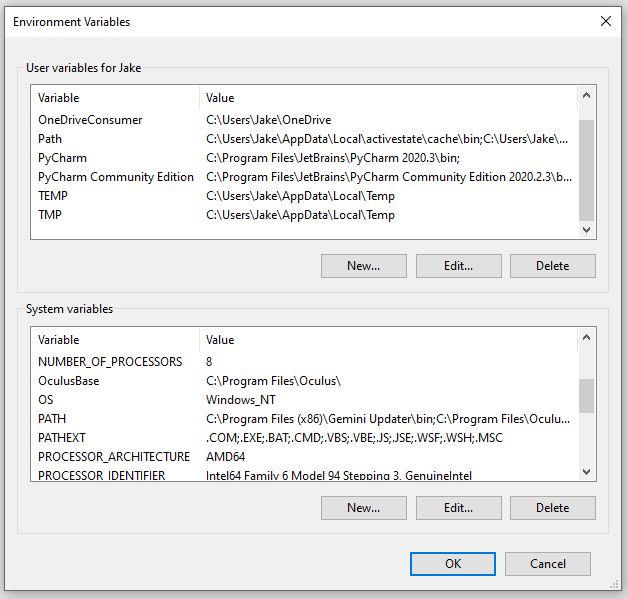 Environment Variables
User variables for Jake
Variable Value
OneDriveConsumer C:\Users\Jake\OneDrive
Path C:\Users\Jake\AppData\Local\activestate\cache\bin;C:\Users\Jake\...
PyCharm C:\Program Files\JetBrains\PyCharm 2020.3\bin;
PyCharm Community Edition C:\Program Files\JetBrains\PyCharm Community Edition 2020.2.3\b...
TEMP C:\Users\Jake\AppData\Local\Temp
TMP C:\Users\Jake\AppData\Local\Temp
New... Edit... Delete
System variables
Variable Value
NUMBER_OF_PROCESSORS 8
OculusBase C:\Program Files\Oculus\
OS Windows_NT
PATH C:\Program Files (x86)\Gemini Updater\bin;C:\Program Files\Oculu...
PATHEXT .COM;.EXE;.BAT;.CMD;.VBS;.VBE;.JS;.JSE;.WSF;.WSH;.MSC
PROCESSOR_ARCHITECTURE AMD64
PROCESSOR_IDENTIFIER Intel64 Family 6 Model 94 Stepping 3, GenuineIntel
New... Edit... Delete
OK Cancel